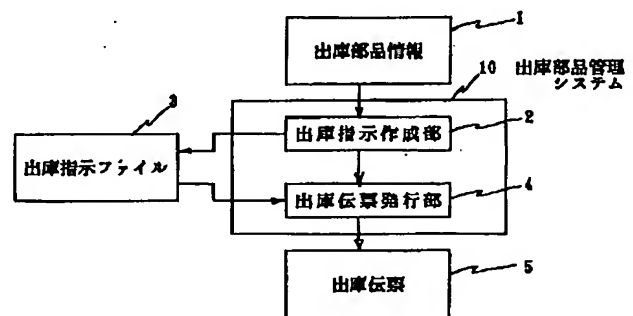 1
出庫部品情報
10 出庫部品管理
システム
3
出庫指示作成部
2
出庫指示ファイル
出庫伝票発行部
4
出庫伝票
5